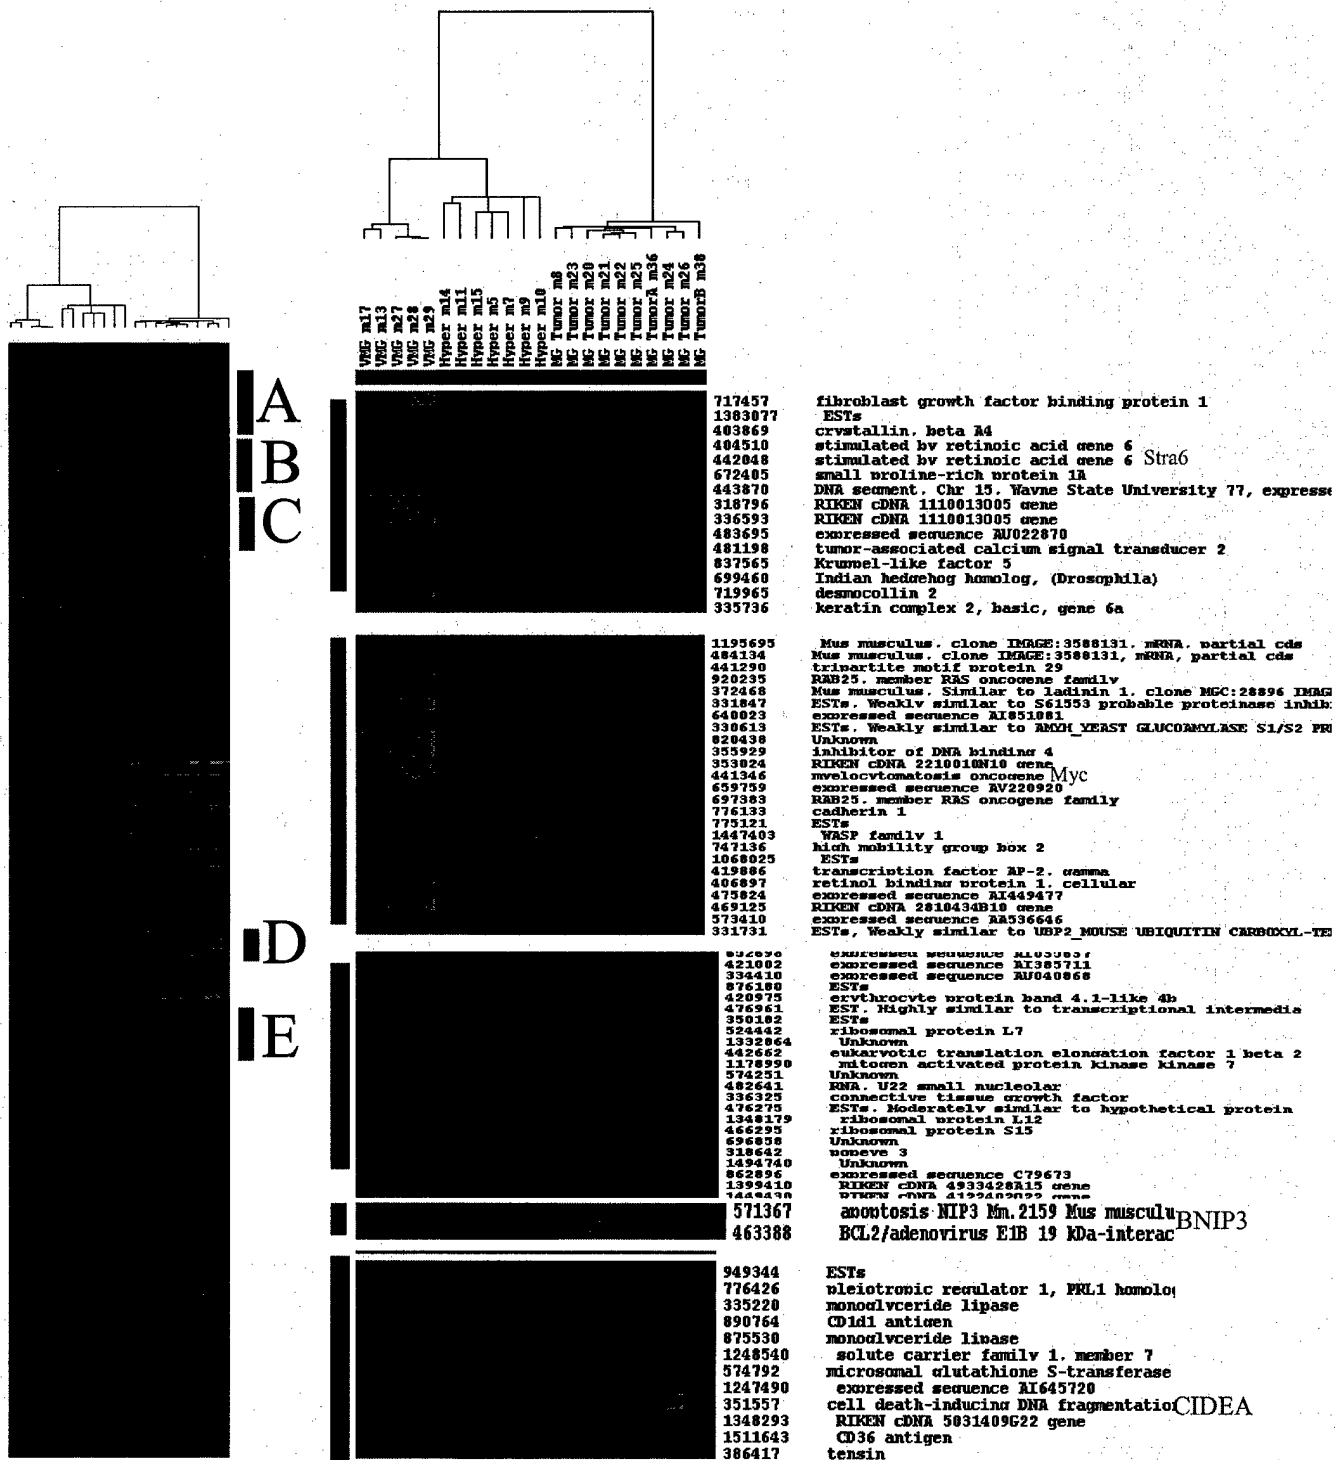 VMG m17
VMG m13
VMG m27
VMG m28
VMG m29
Hyper m14
Hyper m11
Hyper m15
Hyper m5
Hyper m7
Hyper m9
Hyper m10
MG Tumor m8
MG Tumor m23
MG Tumor m20
MG Tumor m21
MG Tumor m22
MG Tumor m25
MG TumorA m36
MG Tumor m24
MG Tumor m26
MG TumorB m38
A
B
C
D
E
717457 fibroblast growth factor binding protein 1
1383077 ESTs
403869 crystallin, beta A4
404510 stimulated by retinoic acid gene 6
442048 stimulated by retinoic acid gene 6 Stra6
672405 small proline-rich protein 1A
443870 DNA segment, Chr 15, Wayne State University 77, express
318796 RIKEN cDNA 1110013O05 gene
336593 RIKEN cDNA 1110013O05 gene
483695 expressed sequence AU022870
481198 tumor-associated calcium signal transducer 2
837565 Kruppel-like factor 5
699460 Indian hedgehog homolog, (Drosophila)
719965 desmocollin 2
335736 keratin complex 2, basic, gene 6a
1195695 Mus musculus, clone IMAGE:3588131, mRNA, partial cds
484134 Mus musculus, clone IMAGE:3588131, mRNA, partial cds
441290 tripartite motif protein 29
920235 RAB25, member RAS oncogene family
372468 Mus musculus, Similar to ladinin 1, clone MGC:28896 IMAG
331847 ESTs, Weakly similar to S61553 probable proteinase inhib
640023 expressed sequence AI851081
330613 ESTs, Weakly similar to AMYH_YEAST GLUCOAMYLASE S1/S2 PR
820438 Unknown
355929 inhibitor of DNA binding 4
353024 RIKEN cDNA 2210010N10 gene
441346 myelocytomatosis oncogene Myc
659759 expressed sequence AV220920
697383 RAB25, member RAS oncogene family
776133 cadherin 1
775121 ESTs
1447403 WASP family 1
747136 high mobility group box 2
1068025 ESTs
419886 transcription factor AP-2, gamma
406897 retinol binding protein 1, cellular
475824 expressed sequence AI449477
469125 RIKEN cDNA 2810434B10 gene
573410 expressed sequence AA536646
331731 ESTs, Weakly similar to UBP2_MOUSE UBIQUITIN CARBOXYL-TE
expressed sequence
421002 expressed sequence AI385711
334410 expressed sequence AU040868
876180 ESTs
420975 erythrocyte protein band 4.1-like 4b
476961 EST, Highly similar to transcriptional intermedia
350182 ESTs
524442 ribosomal protein L7
1332064 Unknown
442662 eukaryotic translation elongation factor 1 beta 2
1178990 mitogen activated protein kinase kinase 7
574251 Unknown
482641 RNA, U22 small nucleolar
336325 connective tissue growth factor
476275 ESTs, Moderately similar to hypothetical protein
1348179 ribosomal protein L12
466295 ribosomal protein S15
696858 Unknown
318642 popeye 3
1494740 Unknown
862896 expressed sequence C79673
1399410 RIKEN cDNA 4933428A15 gene
RIKEN cDNA gene
571367 apoptosis NIP3 Mm.2159 Mus musculu BNIP3
463388 BCL2/adenovirus E1B 19 kDa-interac
949344 ESTs
776426 pleiotropic regulator 1, PRL1 homolo
335220 monoglyceride lipase
890764 CD1d1 antigen
875530 monoglyceride lipase
1248540 solute carrier family 1, member 7
574792 microsomal glutathione S-transferase
1247490 expressed sequence AI645720
351557 cell death-inducing DNA fragmentatio CIDEA
1348293 RIKEN cDNA 5031409G22 gene
1511643 CD36 antigen
386417 tensin